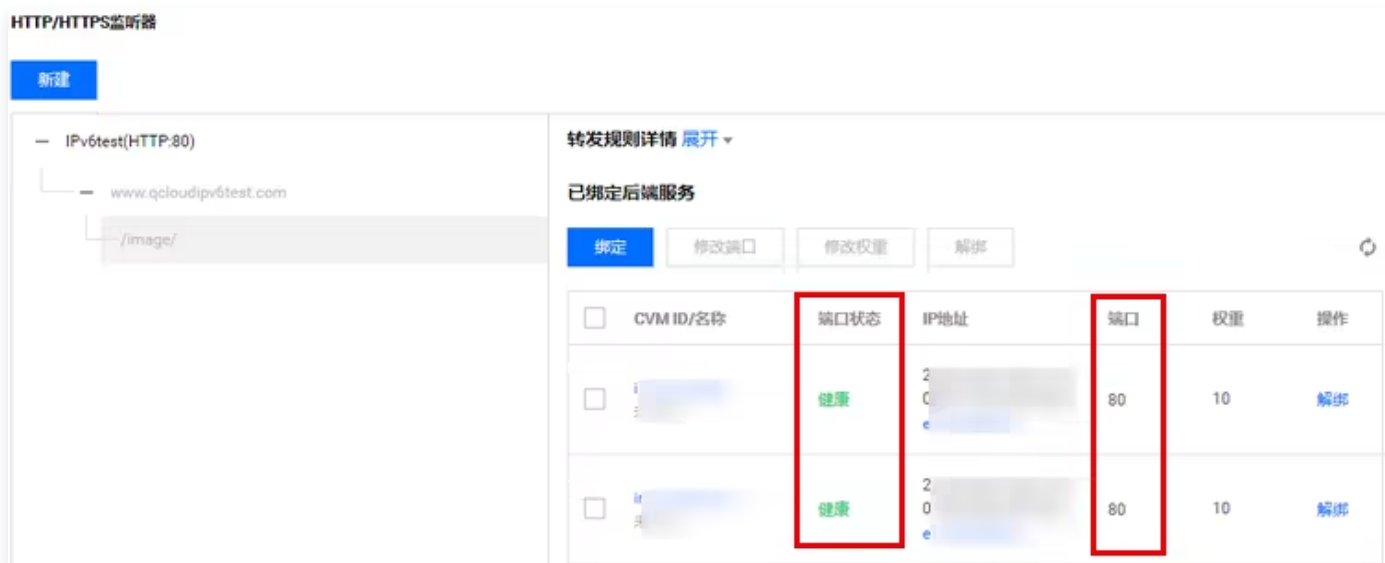 HTTP/HTTPS监听器
新建
IPv6test(HTTP:80)
www.qcloudipv6test.com
/image/
转发规则详情 展开
已绑定后端服务
绑定 修改端口 修改权重 解绑
CVM ID/名称 端口状态 IP地址 端口 权重 操作
健康 80 10 解绑
健康 80 10 解绑